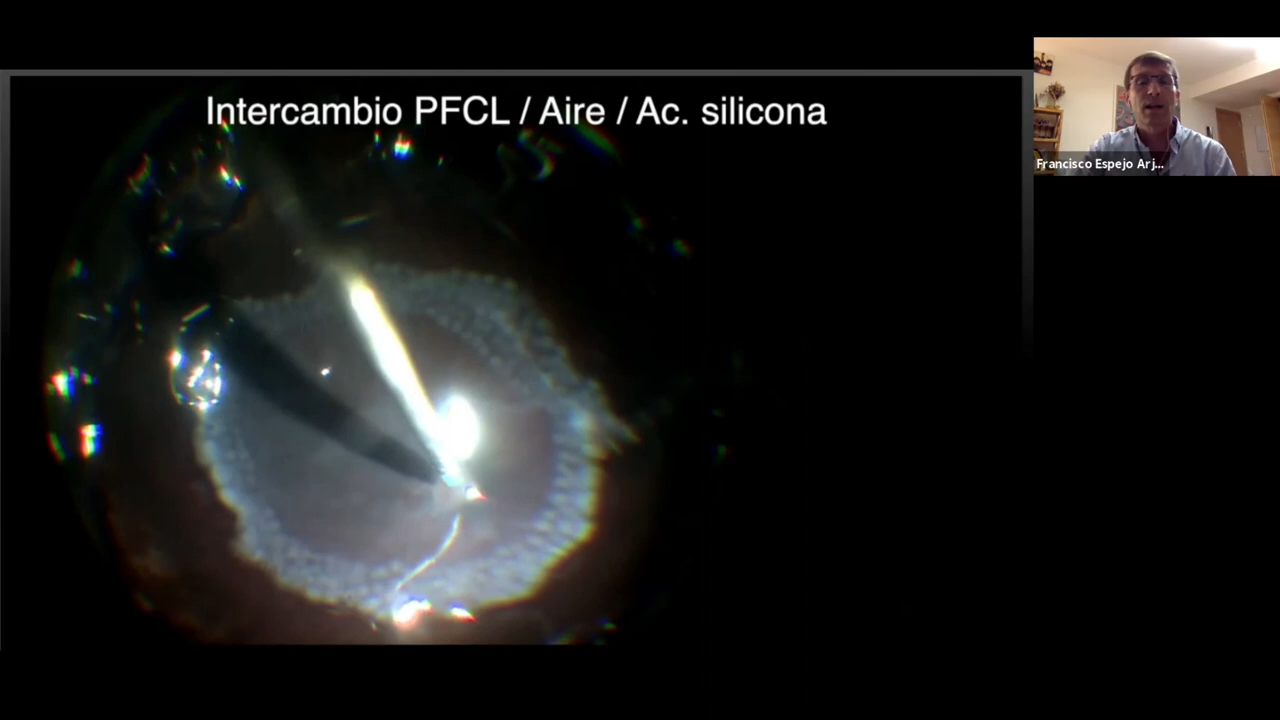 Intercambio PFCL / Aire / Ac. silicona
Francisco Espejo Arj...